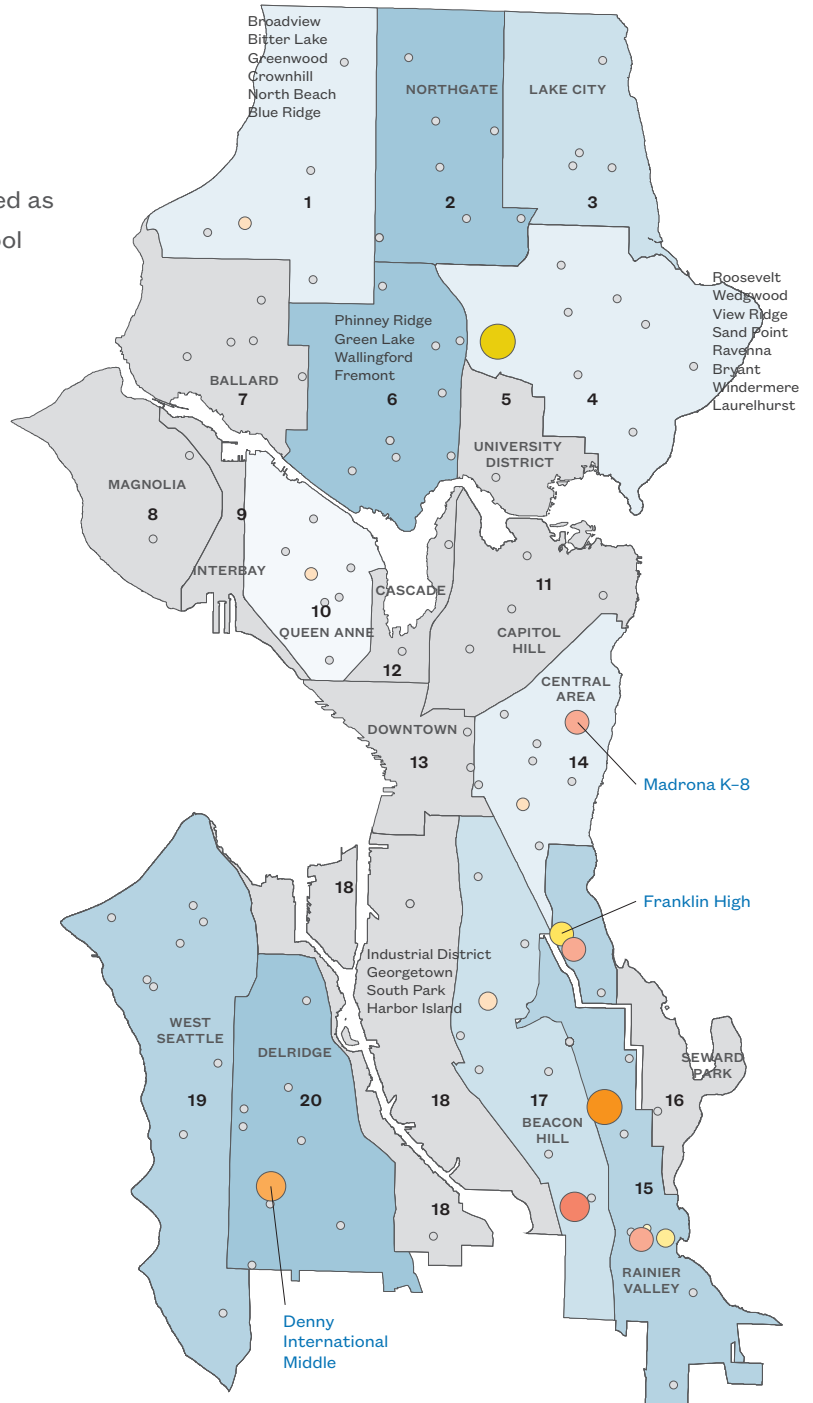 Broadview
Bitter Lake
Greenwood
Crownhill
North Beach
Blue Ridge
NORTHGATE
LAKE CITY
ed as
ool
1
2
3
Roosevelt
Wedgwood
View Ridge
Sand Point
Ravenna
Bryant
Windermere
Laurelhurst
Phinney Ridge
Green Lake
Wallingford
Fremont
BALLARD
7
6
5
4
UNIVERSITY
DISTRICT
MAGNOLIA
8
9
INTERBAY
10
QUEEN ANNE
CASCADE
12
11
CAPITOL
HILL
CENTRAL
AREA
14
DOWNTOWN
13
Madrona K–8
18
Franklin High
Industrial District
Georgetown
South Park
Harbor Island
WEST
SEATTLE
19
DELRIDGE
20
18
17
BEACON
HILL
SEWARD
PARK
16
15
18
RAINIER
VALLEY
Denny
International
Middle